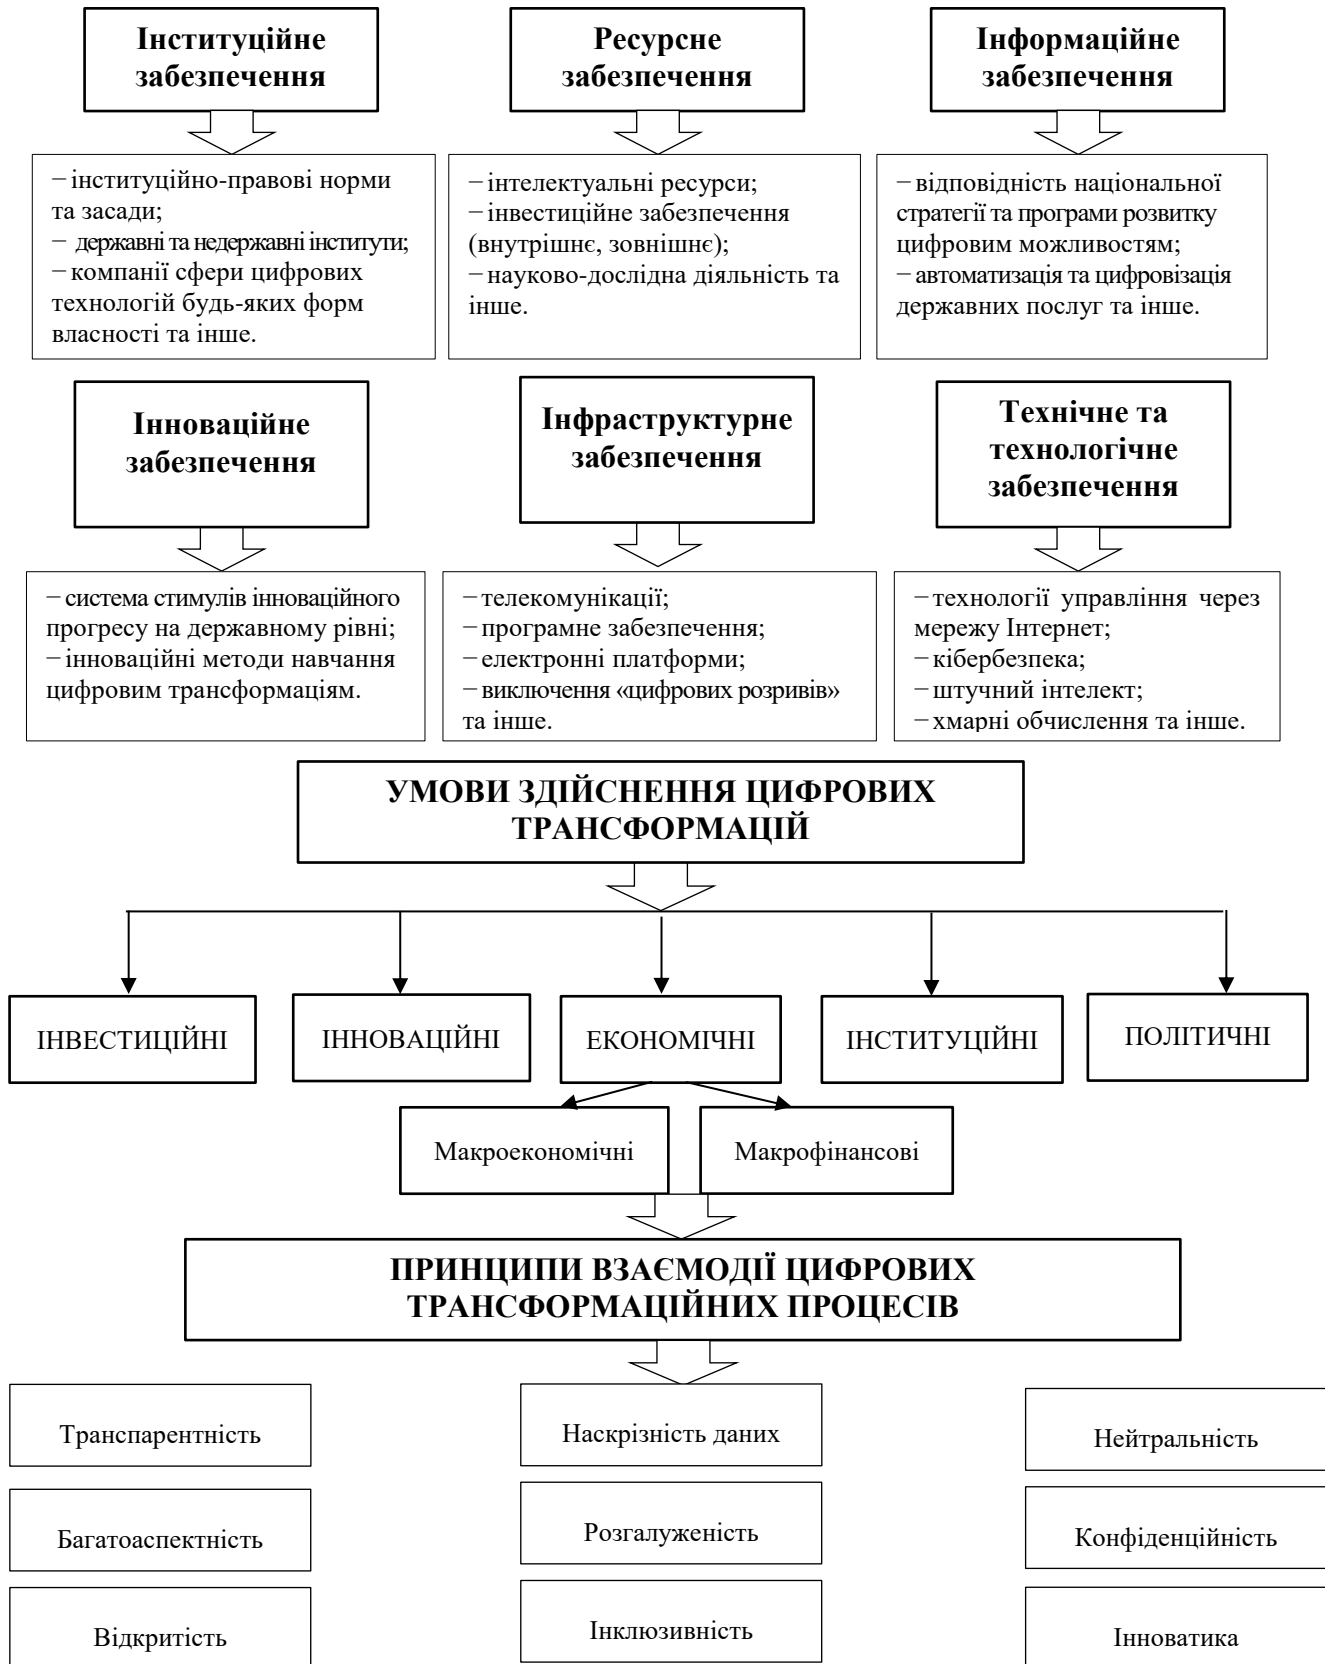 Інституційне
забезпечення
Ресурсне
забезпечення
Інформаційне
забезпечення
− інституційно-правові норми
та засади;
− державні та недержавні інститути;
− компанії сфери цифрових
технологій будь-яких форм
власності та інше.
− інтелектуальні ресурси;
− інвестиційне забезпечення
(внутрішнє, зовнішнє);
− науково-дослідна діяльність та
інше.
− відповідність національної
стратегії та програми розвитку
цифровим можливостям;
− автоматизація та цифровізація
державних послуг та інше.
Інноваційне
забезпечення
Інфраструктурне
забезпечення
Технічне та
технологічне
забезпечення
− система стимулів інноваційного
прогресу на державному рівні;
− інноваційні методи навчання
цифровим трансформаціям.
− телекомунікації;
− програмне забезпечення;
− електронні платформи;
− виключення «цифрових розривів»
та інше.
− технології управління через
мережу Інтернет;
− кібербезпека;
− штучний інтелект;
− хмарні обчислення та інше.
УМОВИ ЗДІЙСНЕННЯ ЦИФРОВИХ
ТРАНСФОРМАЦІЙ
ІНВЕСТИЦІЙНІ
ІННОВАЦІЙНІ
ЕКОНОМІЧНІ
ІНСТИТУЦІЙНІ
ПОЛІТИЧНІ
Макроекономічні
Макрофінансові
ПРИНЦИПИ ВЗАЄМОДІЇ ЦИФРОВИХ
ТРАНСФОРМАЦІЙНИХ ПРОЦЕСІВ
Транспарентність
Наскрізність даних
Нейтральність
Багатоаспектність
Розгалуженість
Конфіденційність
Відкритість
Інклюзивність
Інноватика